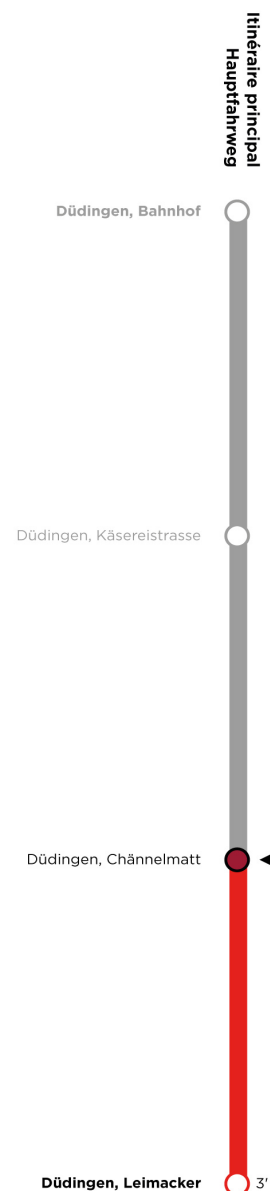 Itinéraire principal
Hauptfahrweg
Düdingen, Bahnhof
Düdingen, Käsereistrasse
Düdingen, Chännelmatt
Düdingen, Leimacker 3'